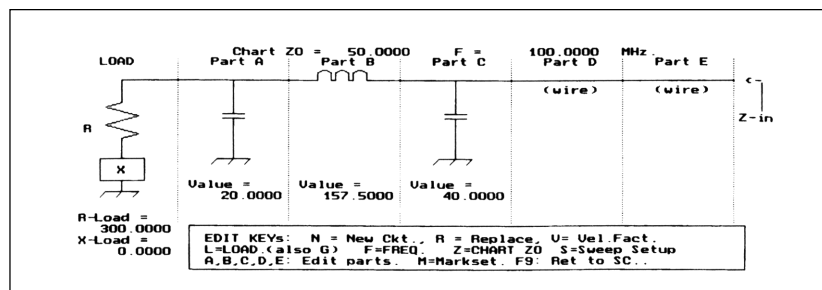 Chart Z0 = 50.0000 F = 100.0000 MHz.
LOAD Part A Part B Part C Part D Part E
(wire) (wire)
<-
Z-in
R
X
Value = Value = Value =
20.0000 157.5000 40.0000
R-Load =
300.0000
X-Load =
0.0000
EDIT KEYs: N = New Ckt., R = Replace, V= Vel.Fact.
L=LOAD.(also G) F=FREQ. Z=CHART Z0 S=Sweep Setup
A,B,C,D,E: Edit parts. M=Markset. F9: Ret to SC..